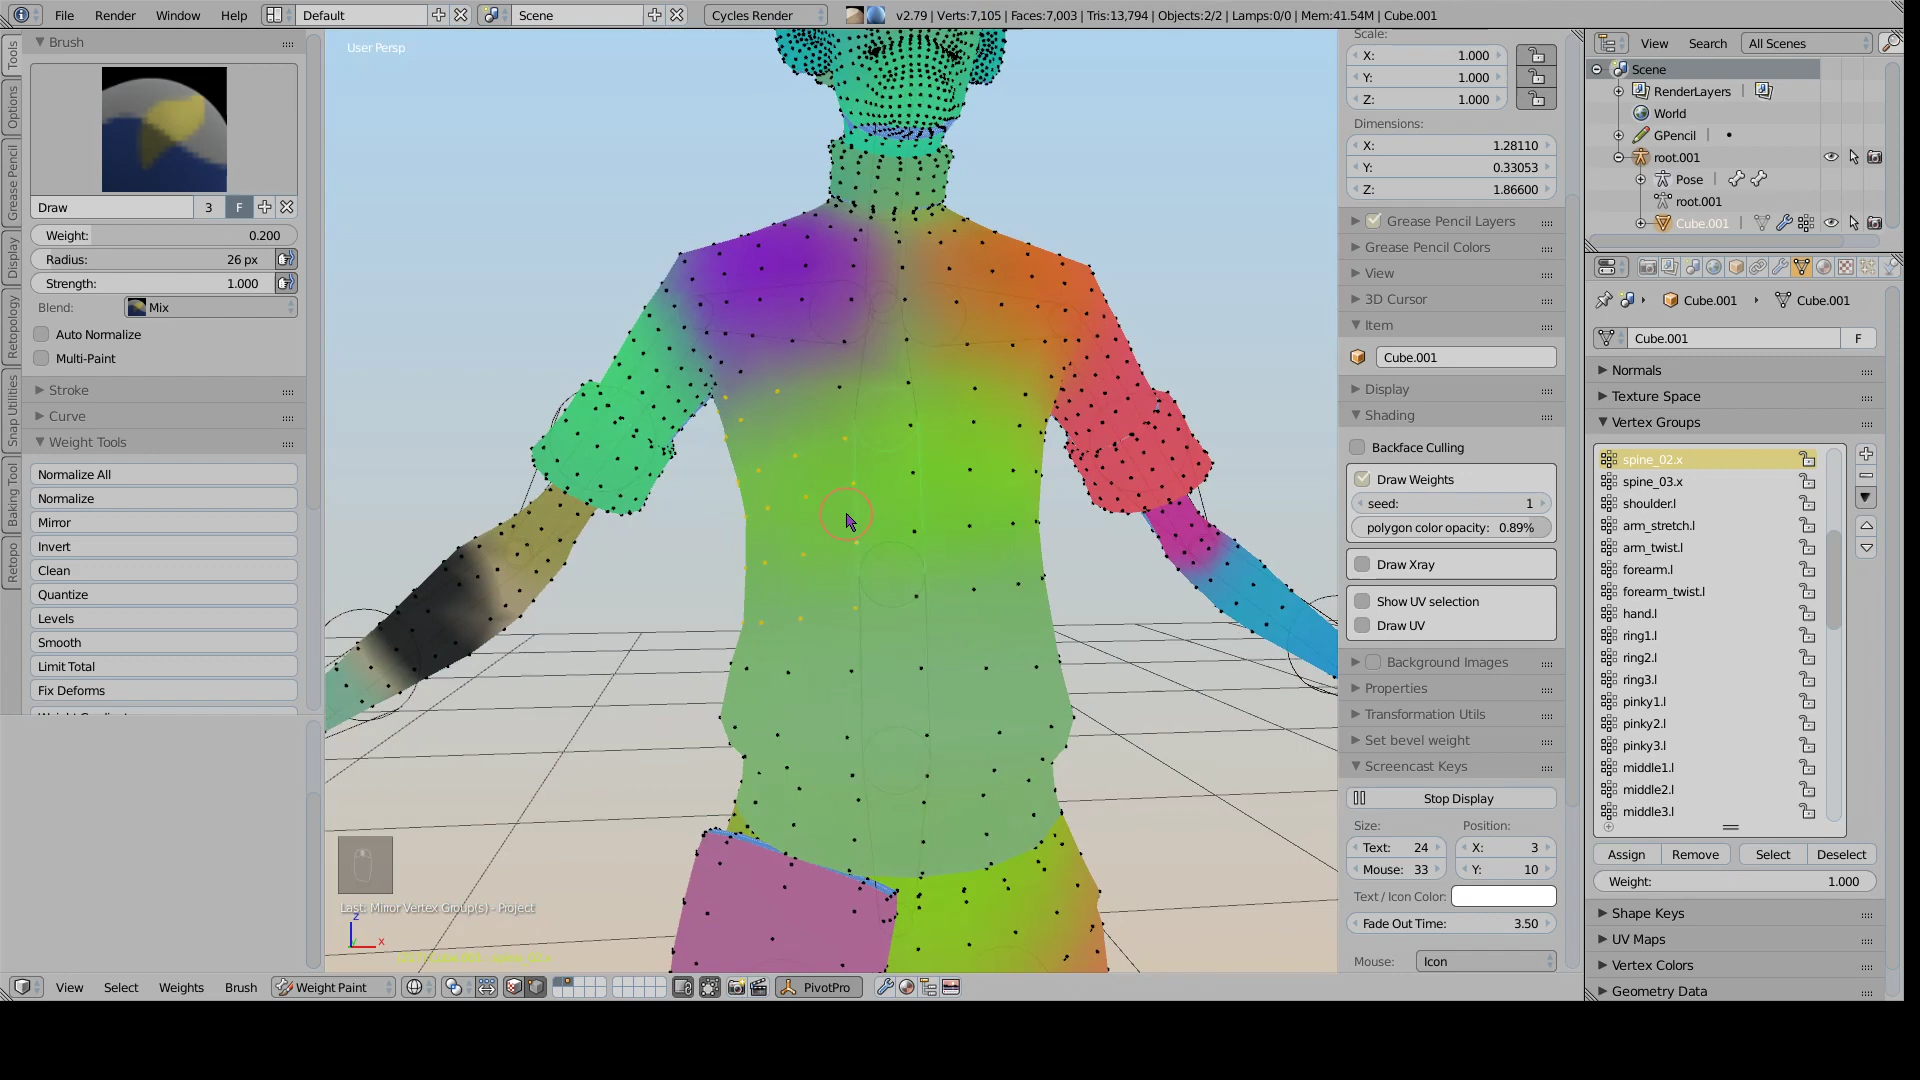 File Render Window Help Default Scene Cycles Render v2.79 | Verts:7,105 | Faces:7,003 | Tris:13,794 | Objects:2/2 | Lamps:0/0 | Mem:41.54M | Cube.001
Tools
Options
Grease Pencil
Display
Retopology
Snap Utilities
Baking Tool
Retopo
Brush
Draw 3 F
Weight: 0.200
Radius: 26 px
Strength: 1.000
Blend: Mix
Auto Normalize
Multi-Paint
Stroke
Curve
Weight Tools
Normalize All
Normalize
Mirror
Invert
Clean
Quantize
Levels
Smooth
Limit Total
Fix Deforms
User Persp
Last: Mirror Vertex Group(s) - Project
z
x
Scale:
X: 1.000
Y: 1.000
Z: 1.000
Dimensions:
X: 1.28110
Y: 0.33053
Z: 1.86600
Grease Pencil Layers
Grease Pencil Colors
View
3D Cursor
Item
Cube.001
Display
Shading
Backface Culling
Draw Weights
seed: 1
polygon color opacity: 0.89%
Draw Xray
Show UV selection
Draw UV
Background Images
Properties
Transformation Utils
Set bevel weight
Screencast Keys
Stop Display
Size: Position:
Text: 24 X: 3
Mouse: 33 Y: 10
Text / Icon Color:
Fade Out Time: 3.50
Mouse: Icon
View Search All Scenes
Scene
RenderLayers
World
GPencil
root.001
Pose
root.001
Cube.001
Cube.001 Cube.001
Cube.001 F
Normals
Texture Space
Vertex Groups
spine_02.x
spine_03.x
shoulder.l
arm_stretch.l
arm_twist.l
forearm.l
forearm_twist.l
hand.l
ring1.l
ring2.l
ring3.l
pinky1.l
pinky2.l
pinky3.l
middle1.l
middle2.l
middle3.l
Assign Remove Select Deselect
Weight: 1.000
Shape Keys
UV Maps
Vertex Colors
Geometry Data
View Select Weights Brush Weight Paint PivotPro